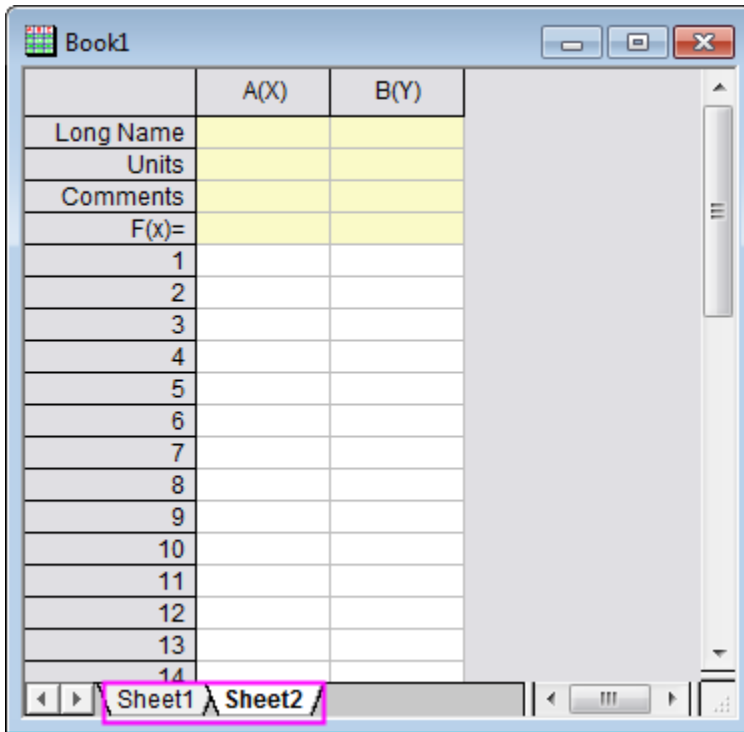 Book1
A(X) B(Y)
Long Name
Units
Comments
F(x)=
1
2
3
4
5
6
7
8
9
10
11
12
13
14
Sheet1 Sheet2